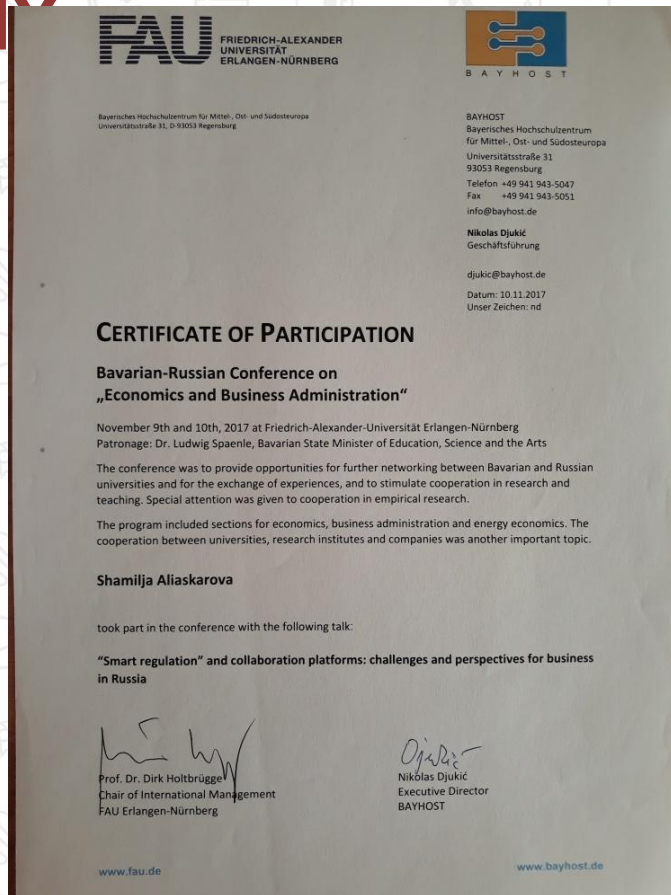 FAU
FRIEDRICH-ALEXANDER
UNIVERSITÄT
ERLANGEN-NÜRNBERG
BAYHOST
Bayerisches Hochschulzentrum für Mittel-, Ost- und Südosteuropa
Universitätsstraße 31, D-93053 Regensburg
BAYHOST
Bayerisches Hochschulzentrum
für Mittel-, Ost- und Südosteuropa
Universitätsstraße 31
93053 Regensburg
Telefon +49 941 943-5047
Fax +49 941 943-5051
info@bayhost.de
Nikolas Djukić
Geschäftsführung
djukic@bayhost.de
Datum: 10.11.2017
Unser Zeichen: nd
CERTIFICATE OF PARTICIPATION
Bavarian-Russian Conference on
„Economics and Business Administration“
November 9th and 10th, 2017 at Friedrich-Alexander-Universität Erlangen-Nürnberg
Patronage: Dr. Ludwig Spaenle, Bavarian State Minister of Education, Science and the Arts
The conference was to provide opportunities for further networking between Bavarian and Russian
universities and for the exchange of experiences, and to stimulate cooperation in research and
teaching. Special attention was given to cooperation in empirical research.
The program included sections for economics, business administration and energy economics. The
cooperation between universities, research institutes and companies was another important topic.
Shamilja Aliaskarova
took part in the conference with the following talk:
“Smart regulation” and collaboration platforms: challenges and perspectives for business
in Russia
Prof. Dr. Dirk Holtbrügge
Chair of International Management
FAU Erlangen-Nürnberg
Nikolas Djukić
Executive Director
BAYHOST
www.fau.de
www.bayhost.de